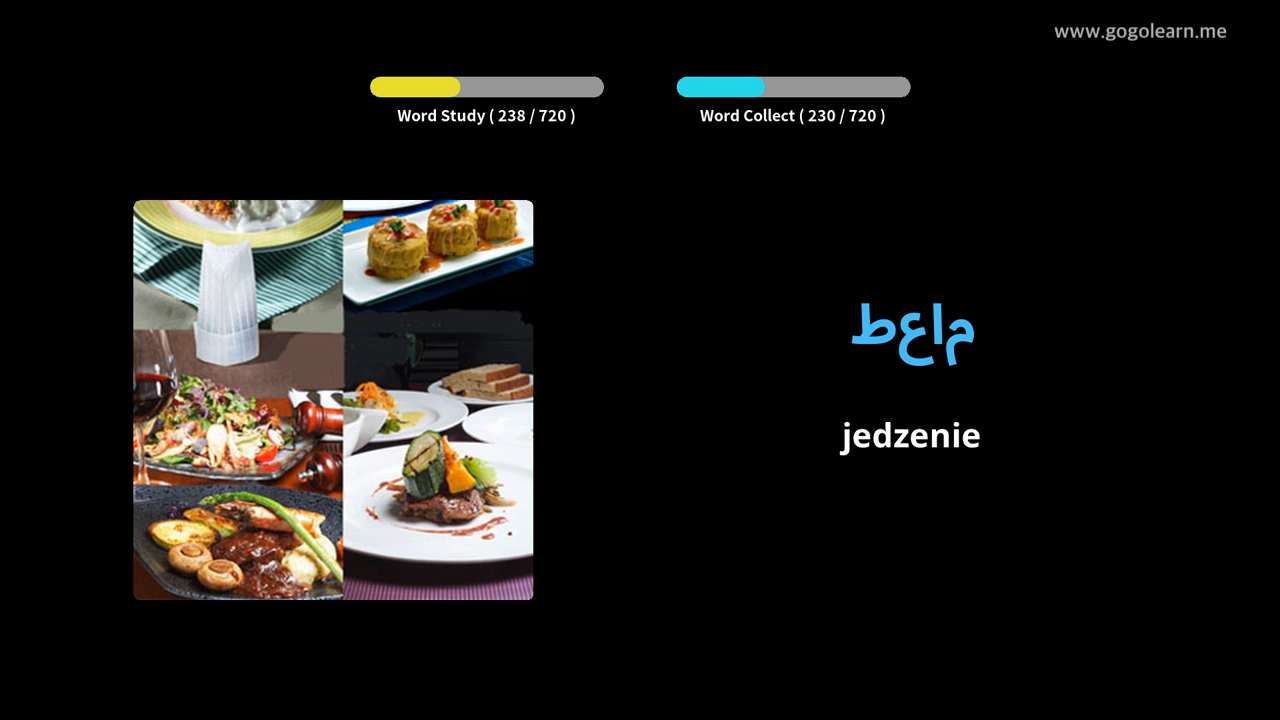 www.gogolearn.me
Word Study ( 238 / 720 )
Word Collect ( 230 / 720 )
طعام
jedzenie